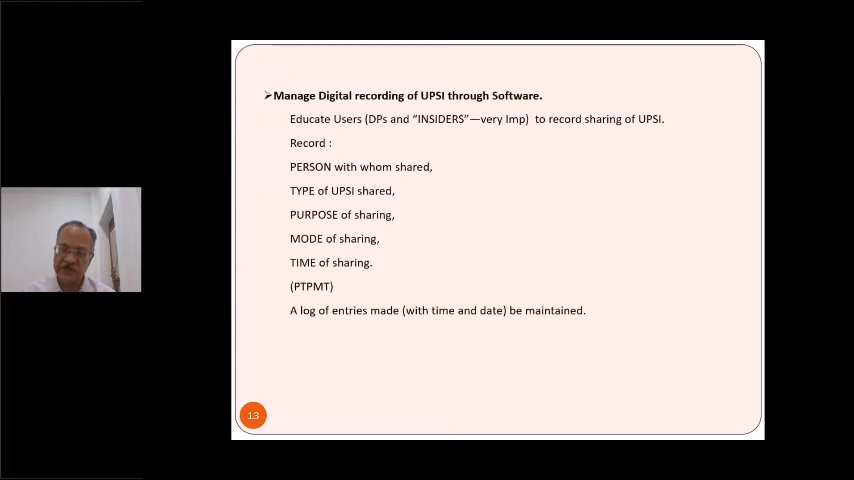 ➢Manage Digital recording of UPSI through Software.
Educate Users (DPs and “INSIDERS”—very Imp) to record sharing of UPSI.
Record :
PERSON with whom shared,
TYPE of UPSI shared,
PURPOSE of sharing,
MODE of sharing,
TIME of sharing.
(PTPMT)
A log of entries made (with time and date) be maintained.
13